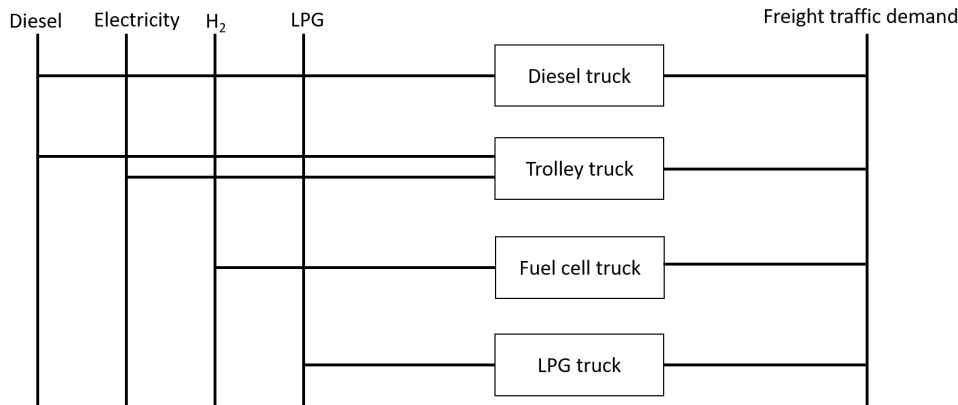 Diesel
Electricity
H₂
LPG
Freight traffic demand
Diesel truck
Trolley truck
Fuel cell truck
LPG truck